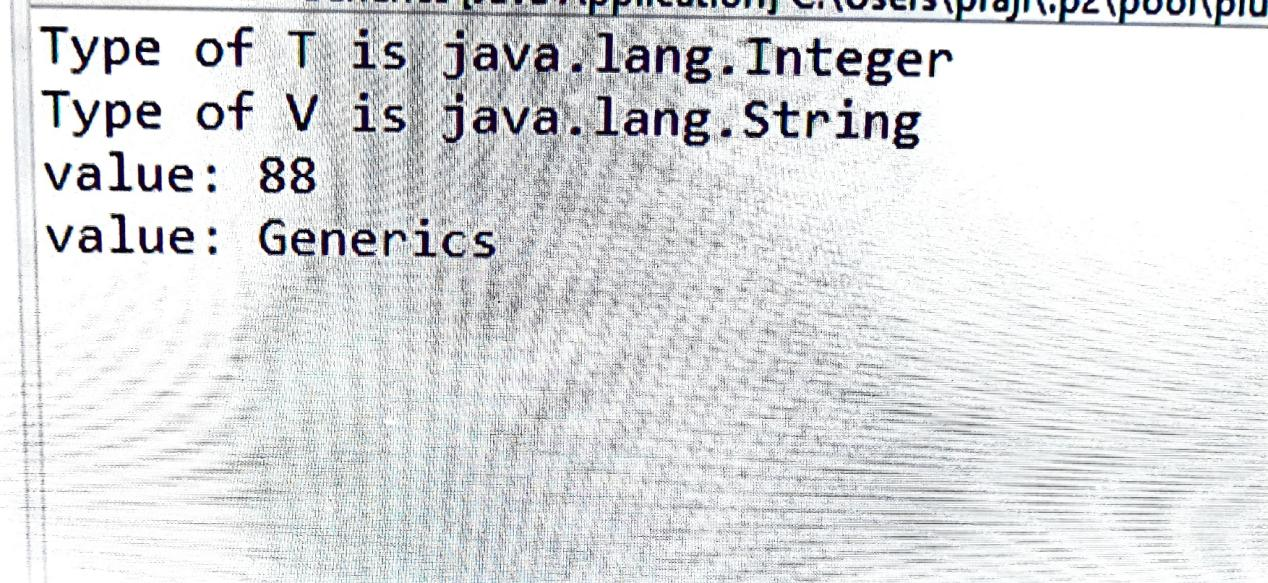 Type of T is java.lang.Integer
Type of V is java.lang.String
value: 88
value: Generics